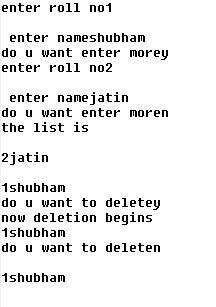 enter roll no1
enter nameshubham
do u want enter morey
enter roll no2
enter namejatin
do u want enter moren
the list is
2jatin
1shubham
do u want to deletey
now deletion begins
1shubham
do u want to deleten
1shubham